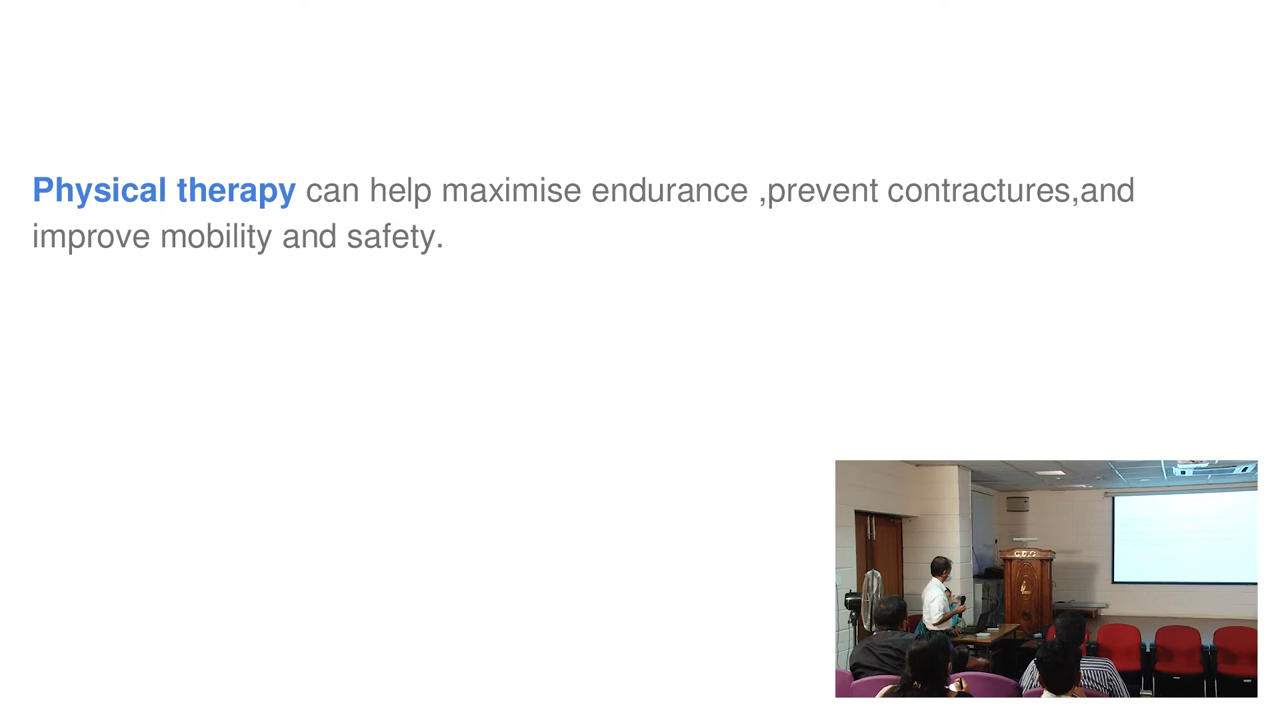 Physical therapy can help maximise endurance ,prevent contractures,and
improve mobility and safety.
C.D.C